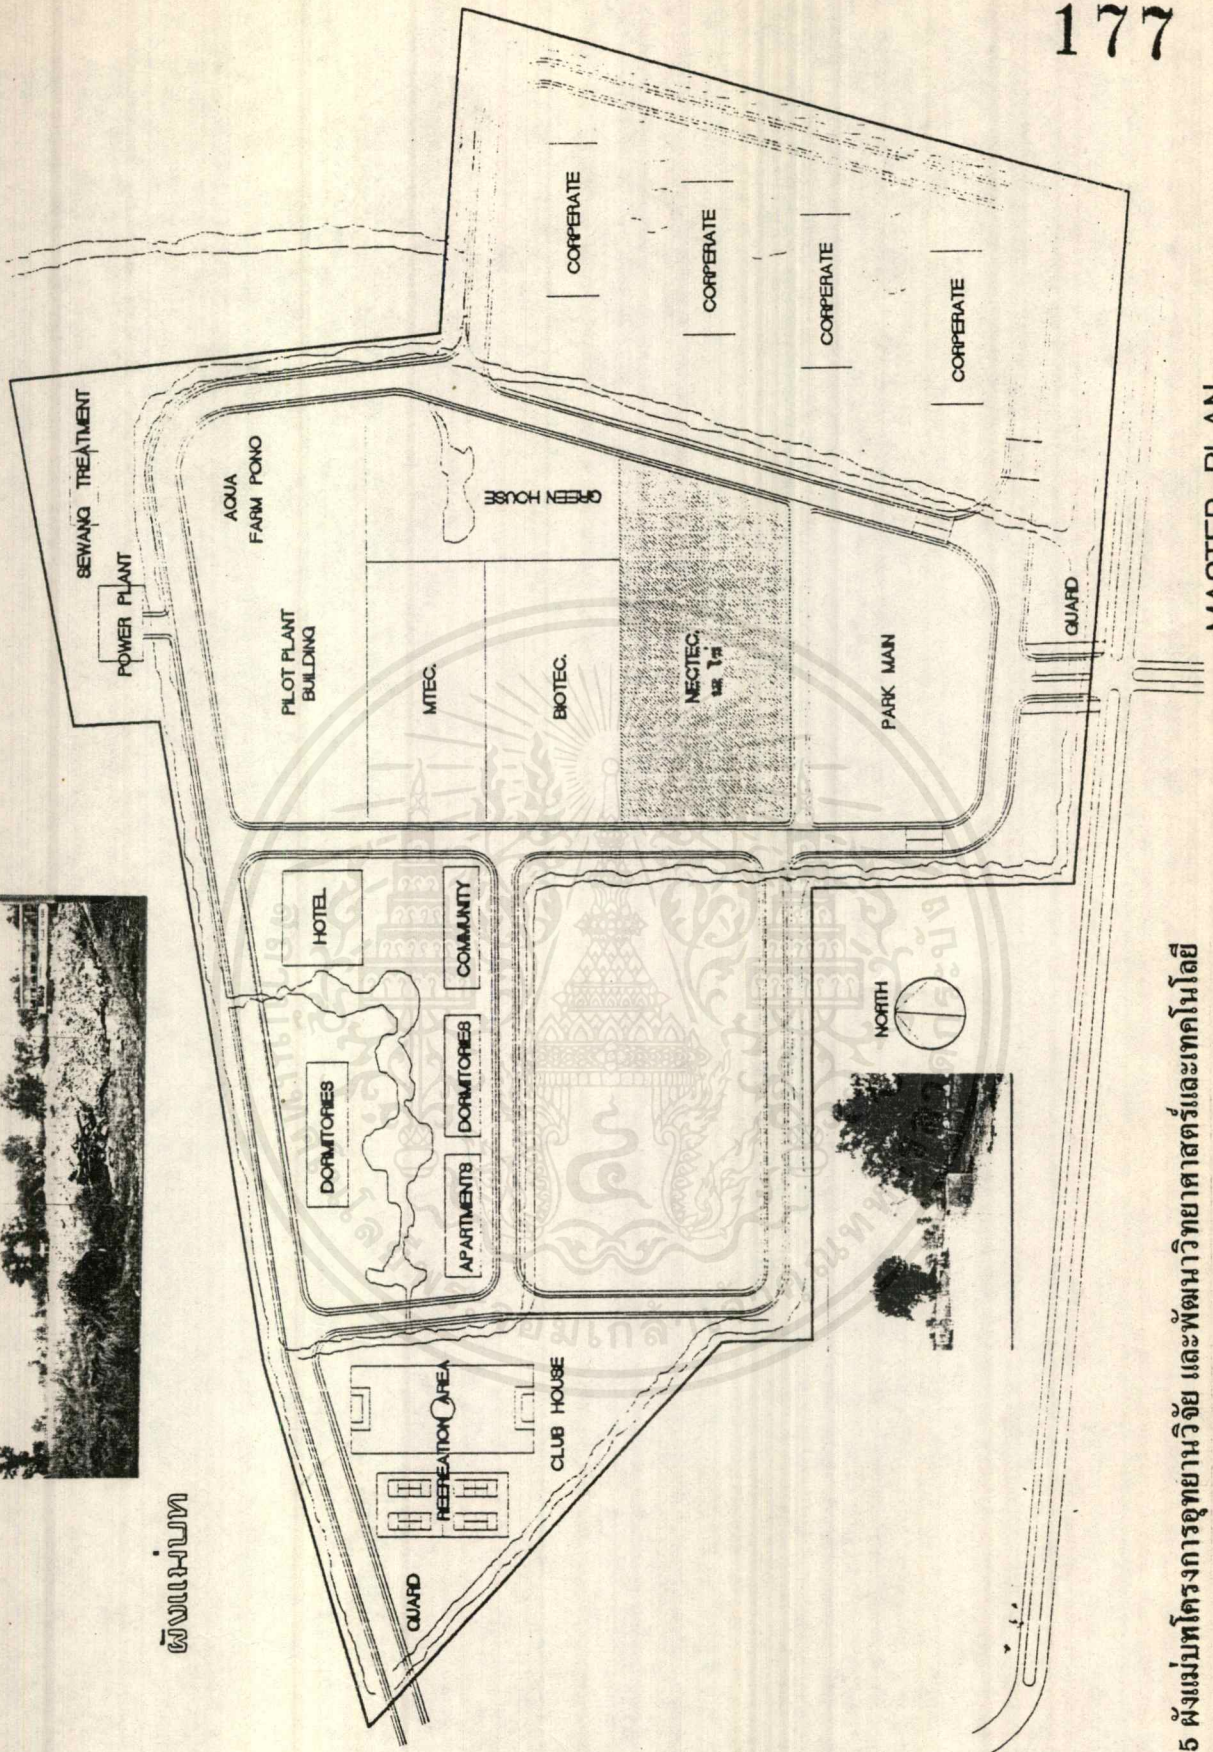 177
ผังแม่บท
SEWANG TREATMENT
POWER PLANT
AQUA
FARM POND
PILOT PLANT
BUILDING
GREEN HOUSE
MTEC.
BIOTEC.
NECTEC.
PARK MAIN
CORPERATE
CORPERATE
CORPERATE
CORPERATE
HOTEL
COMMUNITY
DORMITORIES
DORMITORIES
APARTMENTS
REEREATION AREA
CLUB HOUSE
QUARD
QUARD
NORTH
MASTER PLAN
5 ผังแม่บทโครงการอุทยานวิจัย และพัฒนาวิทยาศาสตร์และเทคโนโลยี